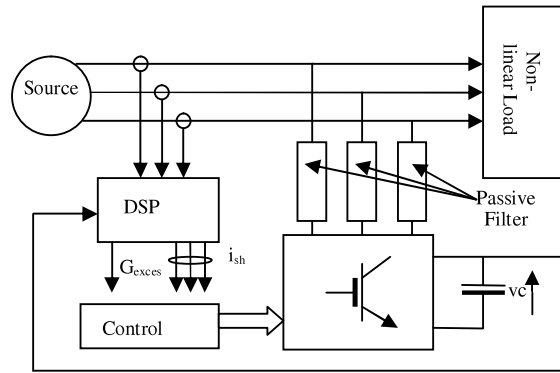 Source
Non-
linear Load
DSP
Passive
Filter
Gexces
ish
vc
Control